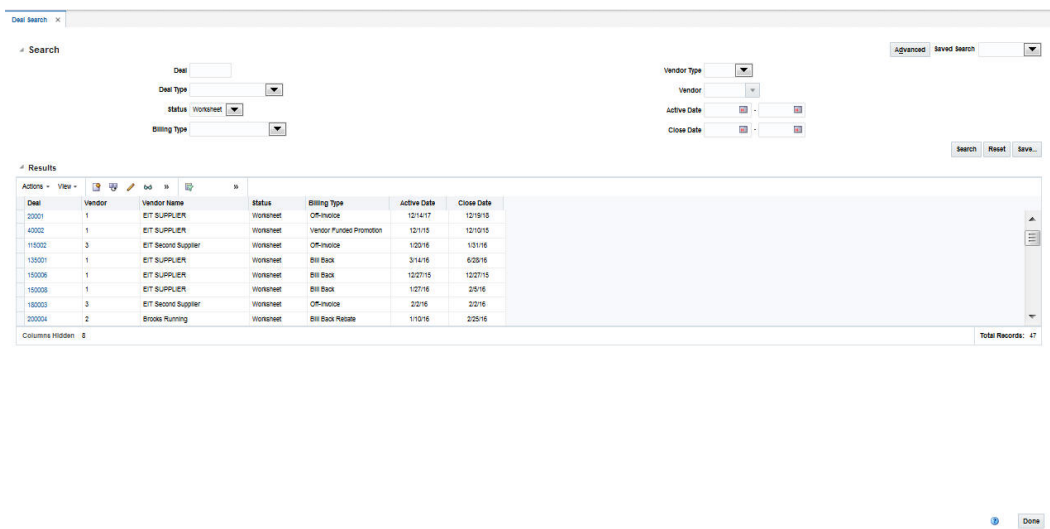 Deal Search ×
Search
Advanced Saved Search
Deal
Vendor Type
Deal Type
Vendor
Status Worksheet
Active Date -
Billing Type
Close Date -
Search Reset Save...
Results
Actions View » »
Deal Vendor Vendor Name Status Billing Type Active Date Close Date
20001 1 EIT SUPPLIER Worksheet Off-Invoice 12/14/17 12/19/18
40002 1 EIT SUPPLIER Worksheet Vendor Funded Promotion 12/1/15 12/10/15
115002 3 EIT Second Supplier Worksheet Off-Invoice 1/20/16 1/31/16
135001 1 EIT SUPPLIER Worksheet Bill Back 3/14/16 6/28/16
150006 1 EIT SUPPLIER Worksheet Bill Back 12/27/15 12/27/15
150008 1 EIT SUPPLIER Worksheet Bill Back 1/27/16 2/5/16
180003 3 EIT Second Supplier Worksheet Off-Invoice 2/2/16 2/2/16
200004 2 Brooks Running Worksheet Bill Back Rebate 1/10/16 2/25/16
Columns Hidden 8 Total Records: 47
? Done